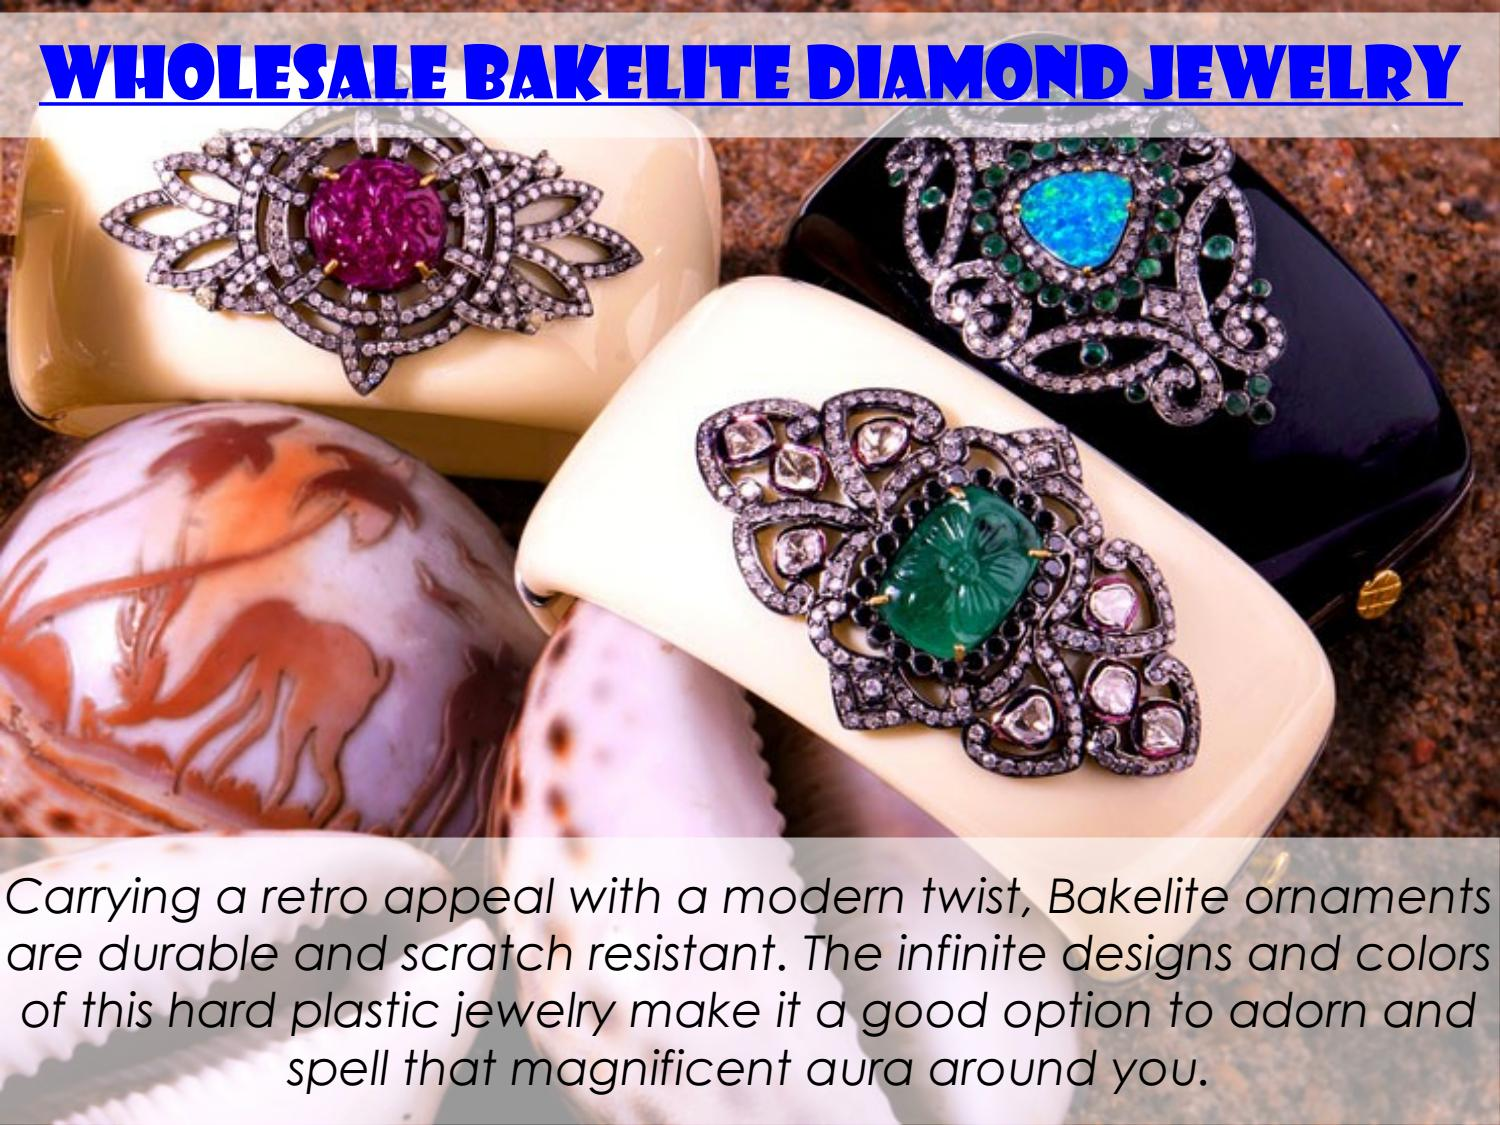 WHOLESALE BAKELITE DIAMOND JEWELRY
Carrying a retro appeal with a modern twist, Bakelite ornaments
are durable and scratch resistant. The infinite designs and colors
of this hard plastic jewelry make it a good option to adorn and
spell that magnificent aura around you.